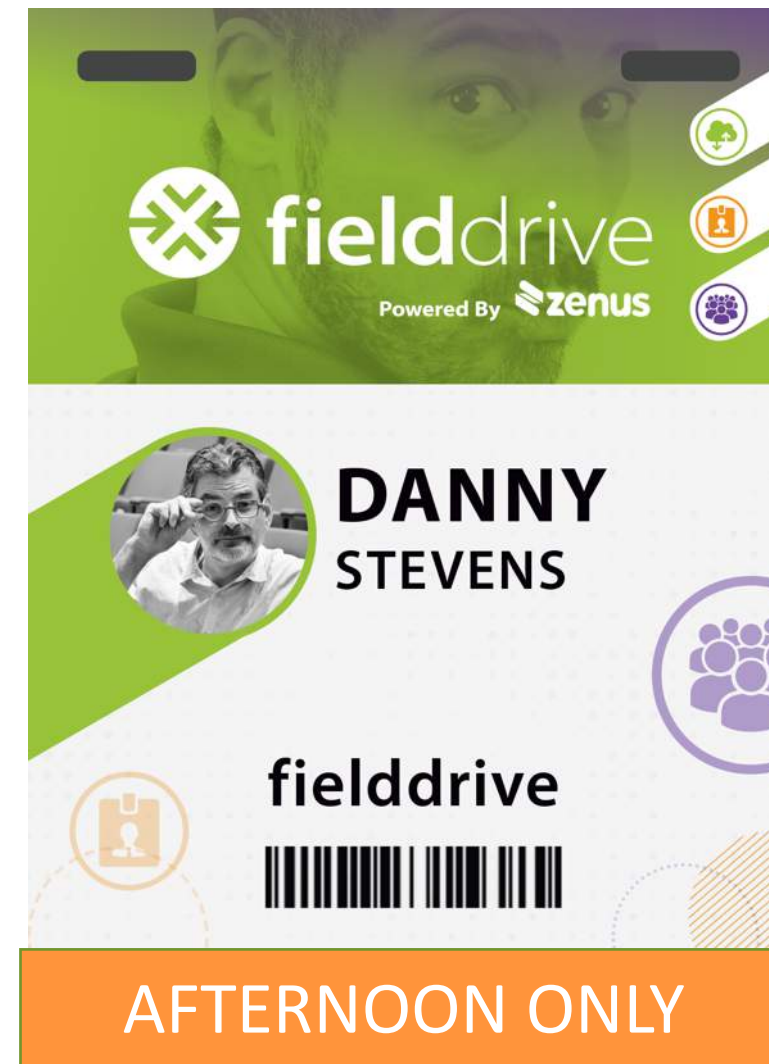 fielddrive
Powered By zenus
DANNY
STEVENS
fielddrive
AFTERNOON ONLY